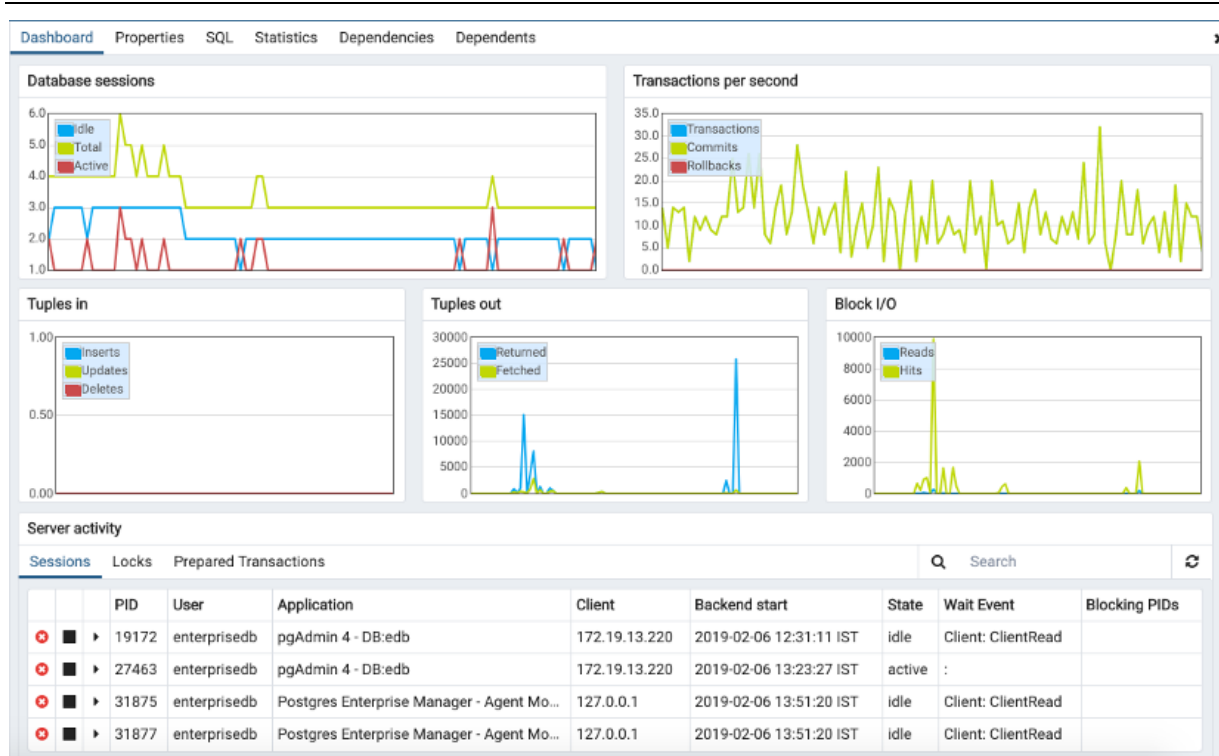 Dashboard Properties SQL Statistics Dependencies Dependents
Database sessions
6.0
5.0
4.0
3.0
2.0
1.0
Idle
Total
Active
Transactions per second
35.0
30.0
25.0
20.0
15.0
10.0
5.0
0.0
Transactions
Commits
Rollbacks
Tuples in
1.00
0.50
0.00
Inserts
Updates
Deletes
Tuples out
30000
25000
20000
15000
10000
5000
0
Returned
Fetched
Block I/O
10000
8000
6000
4000
2000
0
Reads
Hits
Server activity
Sessions Locks Prepared Transactions Search
PID User Application Client Backend start State Wait Event Blocking PIDs
19172 enterprisedb pgAdmin 4 - DB:edb 172.19.13.220 2019-02-06 12:31:11 IST idle Client: ClientRead
27463 enterprisedb pgAdmin 4 - DB:edb 172.19.13.220 2019-02-06 13:23:27 IST active :
31875 enterprisedb Postgres Enterprise Manager - Agent Mo... 127.0.0.1 2019-02-06 13:51:20 IST idle Client: ClientRead
31877 enterprisedb Postgres Enterprise Manager - Agent Mo... 127.0.0.1 2019-02-06 13:51:20 IST idle Client: ClientRead